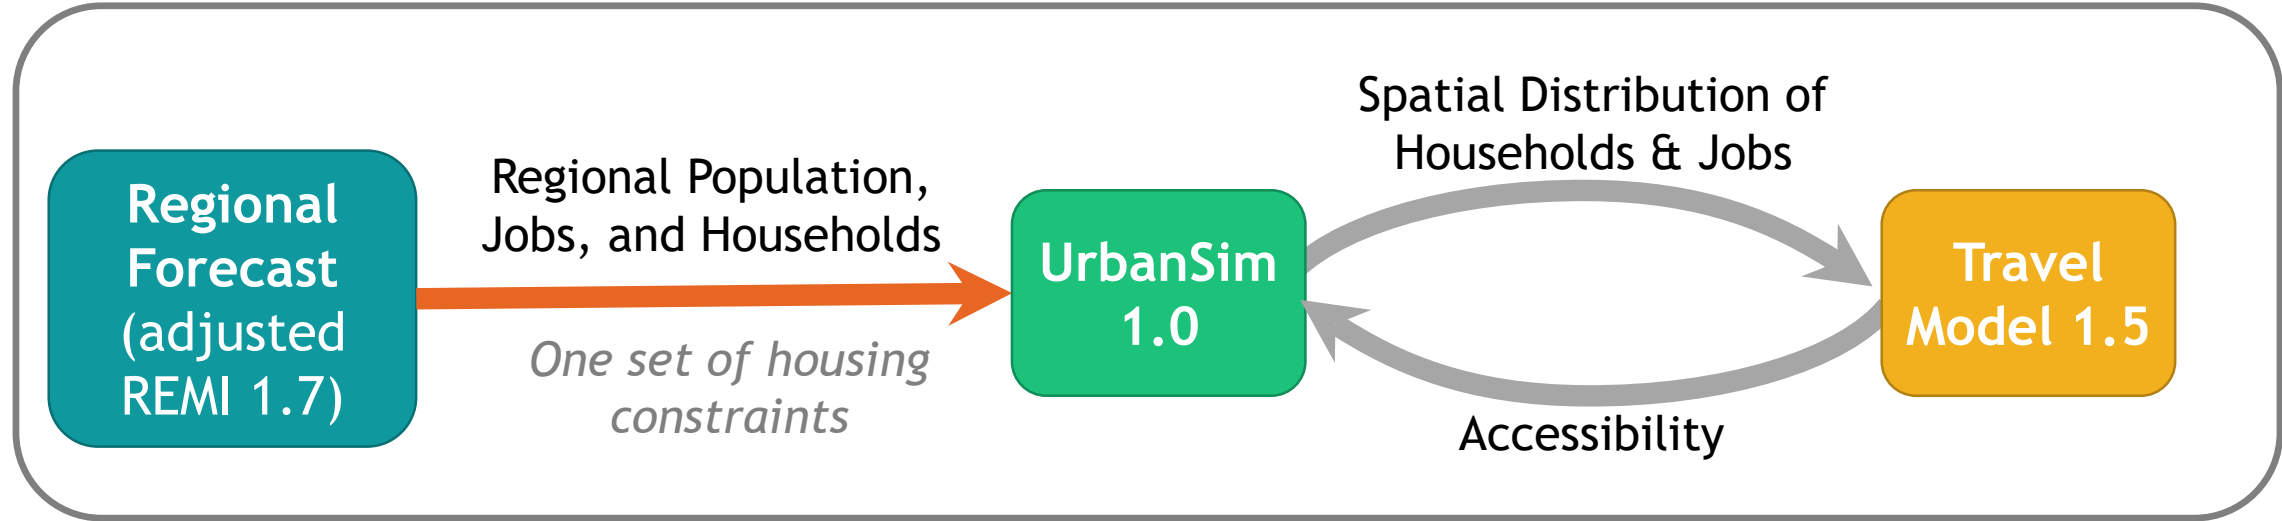 Regional
Forecast
(adjusted
REMI 1.7)
Regional Population,
Jobs, and Households
One set of housing
constraints
UrbanSim
1.0
Spatial Distribution of
Households & Jobs
Accessibility
Travel
Model 1.5